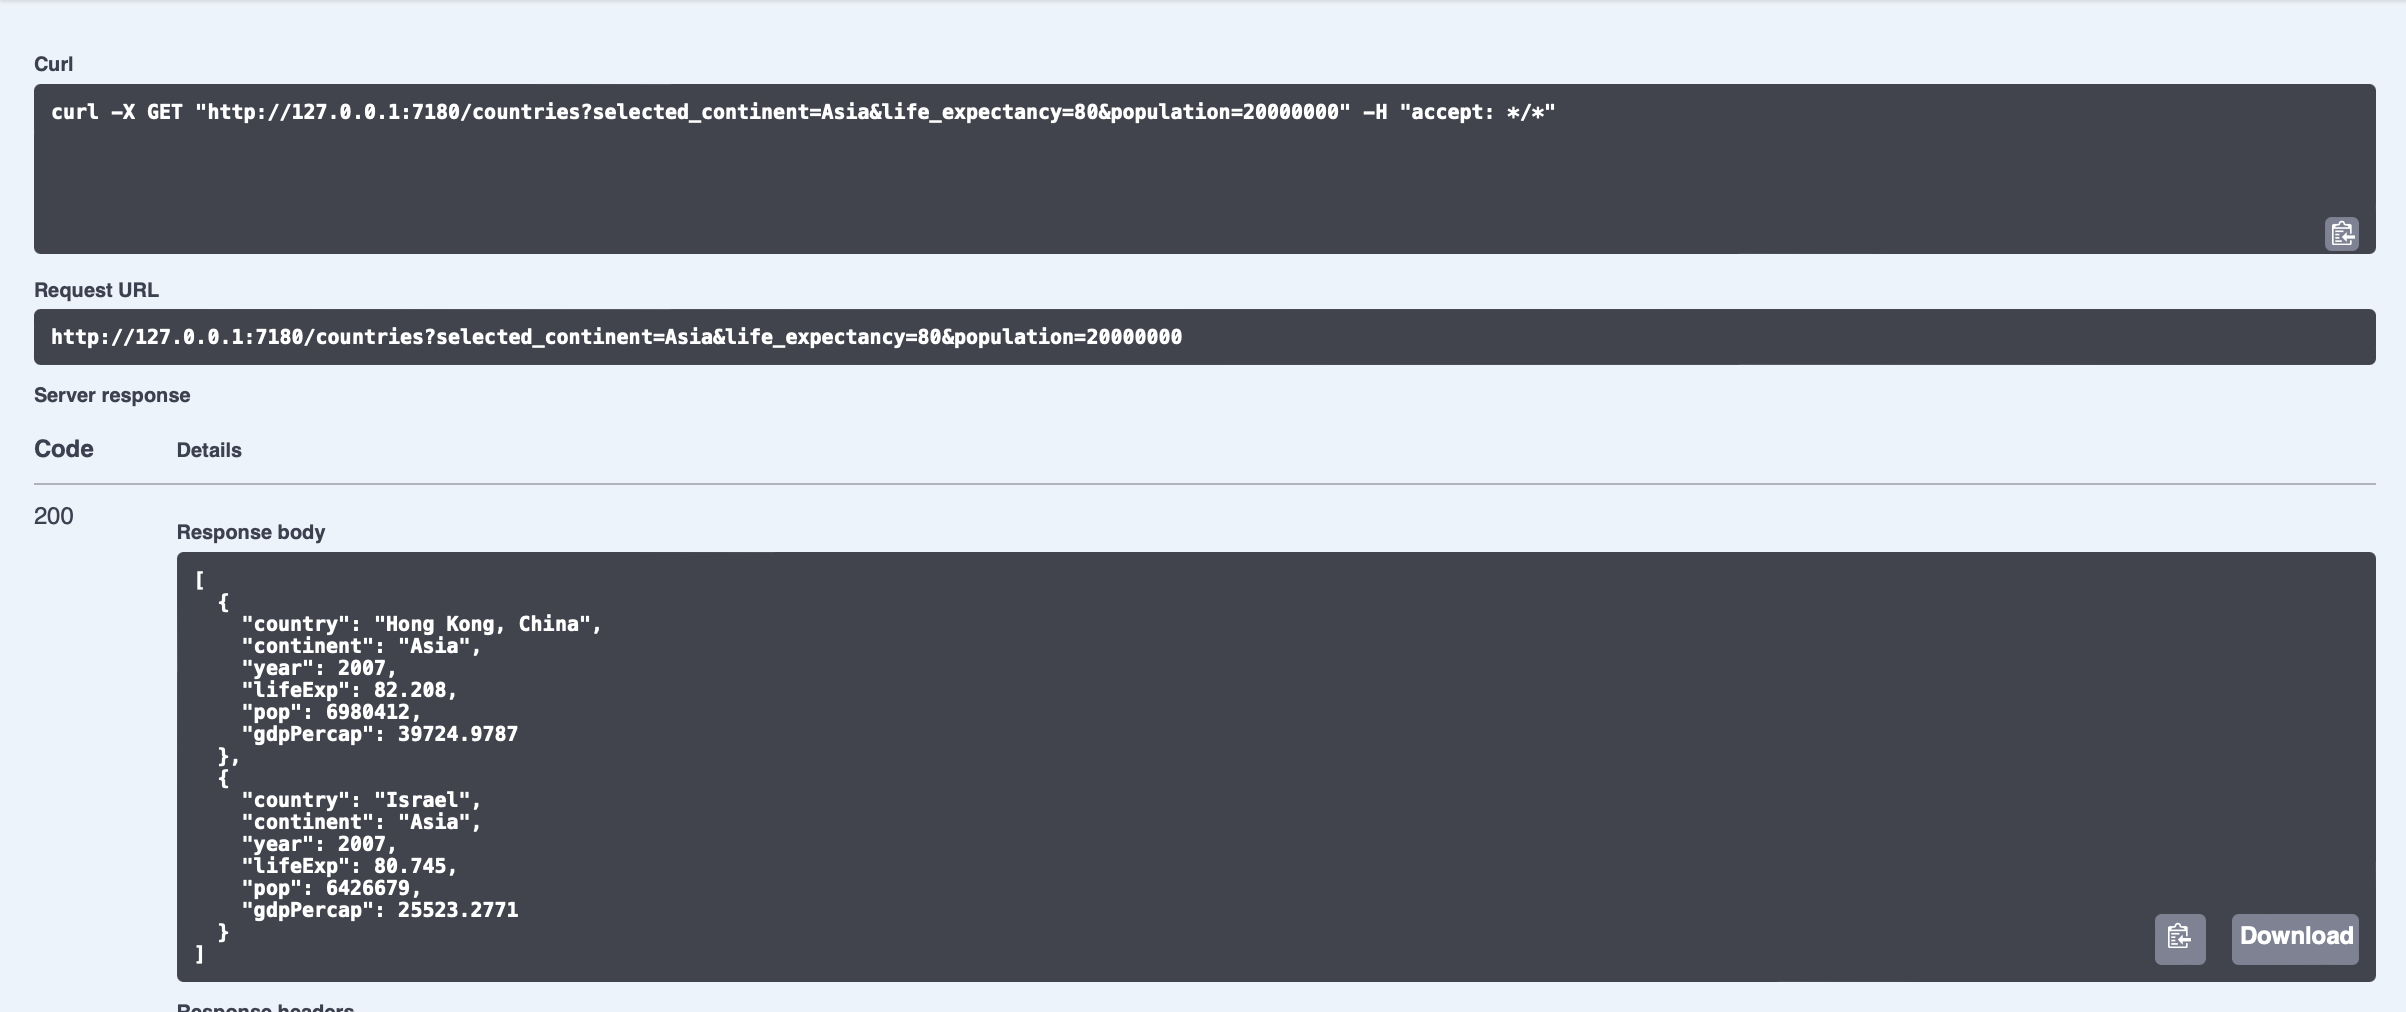 Curl
curl -X GET "http://127.0.0.1:7180/countries?selected_continent=Asia&life_expectancy=80&population=20000000" -H "accept: */*"
Request URL
http://127.0.0.1:7180/countries?selected_continent=Asia&life_expectancy=80&population=20000000
Server response
Code Details
200
Response body
[
  {
    "country": "Hong Kong, China",
    "continent": "Asia",
    "year": 2007,
    "lifeExp": 82.208,
    "pop": 6980412,
    "gdpPercap": 39724.9787
  },
  {
    "country": "Israel",
    "continent": "Asia",
    "year": 2007,
    "lifeExp": 80.745,
    "pop": 6426679,
    "gdpPercap": 25523.2771
  }
]
Download
Response headers